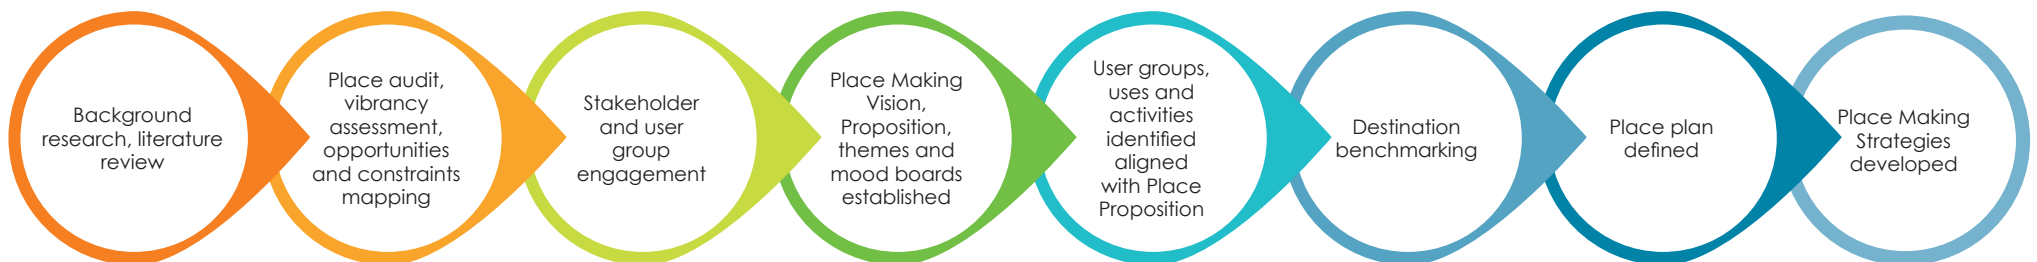 Background
research, literature
review
Place audit,
vibrancy
assessment,
opportunities
and constraints
mapping
Stakeholder
and user
group
engagement
Place Making
Vision,
Proposition,
themes and
mood boards
established
User groups,
uses and
activities
identified
aligned
with Place
Proposition
Destination
benchmarking
Place plan
defined
Place Making
Strategies
developed